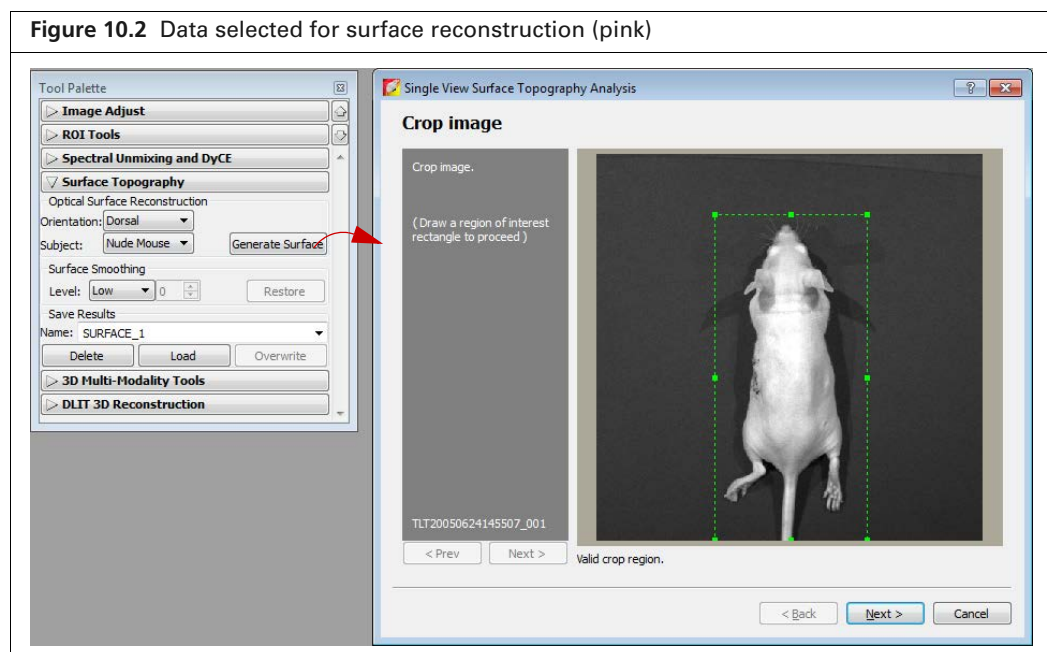 Figure 10.2 Data selected for surface reconstruction (pink)
Tool Palette
Image Adjust
ROI Tools
Spectral Unmixing and DyCE
Surface Topography
Optical Surface Reconstruction
Orientation: Dorsal
Subject: Nude Mouse Generate Surface
Surface Smoothing
Level: Low 0 Restore
Save Results
Name: SURFACE_1
Delete Load Overwrite
3D Multi-Modality Tools
DLIT 3D Reconstruction
Single View Surface Topography Analysis
Crop image
Crop image.
( Draw a region of interest
rectangle to proceed )
TLT20050624145507_001
< Prev Next >
Valid crop region.
< Back Next > Cancel